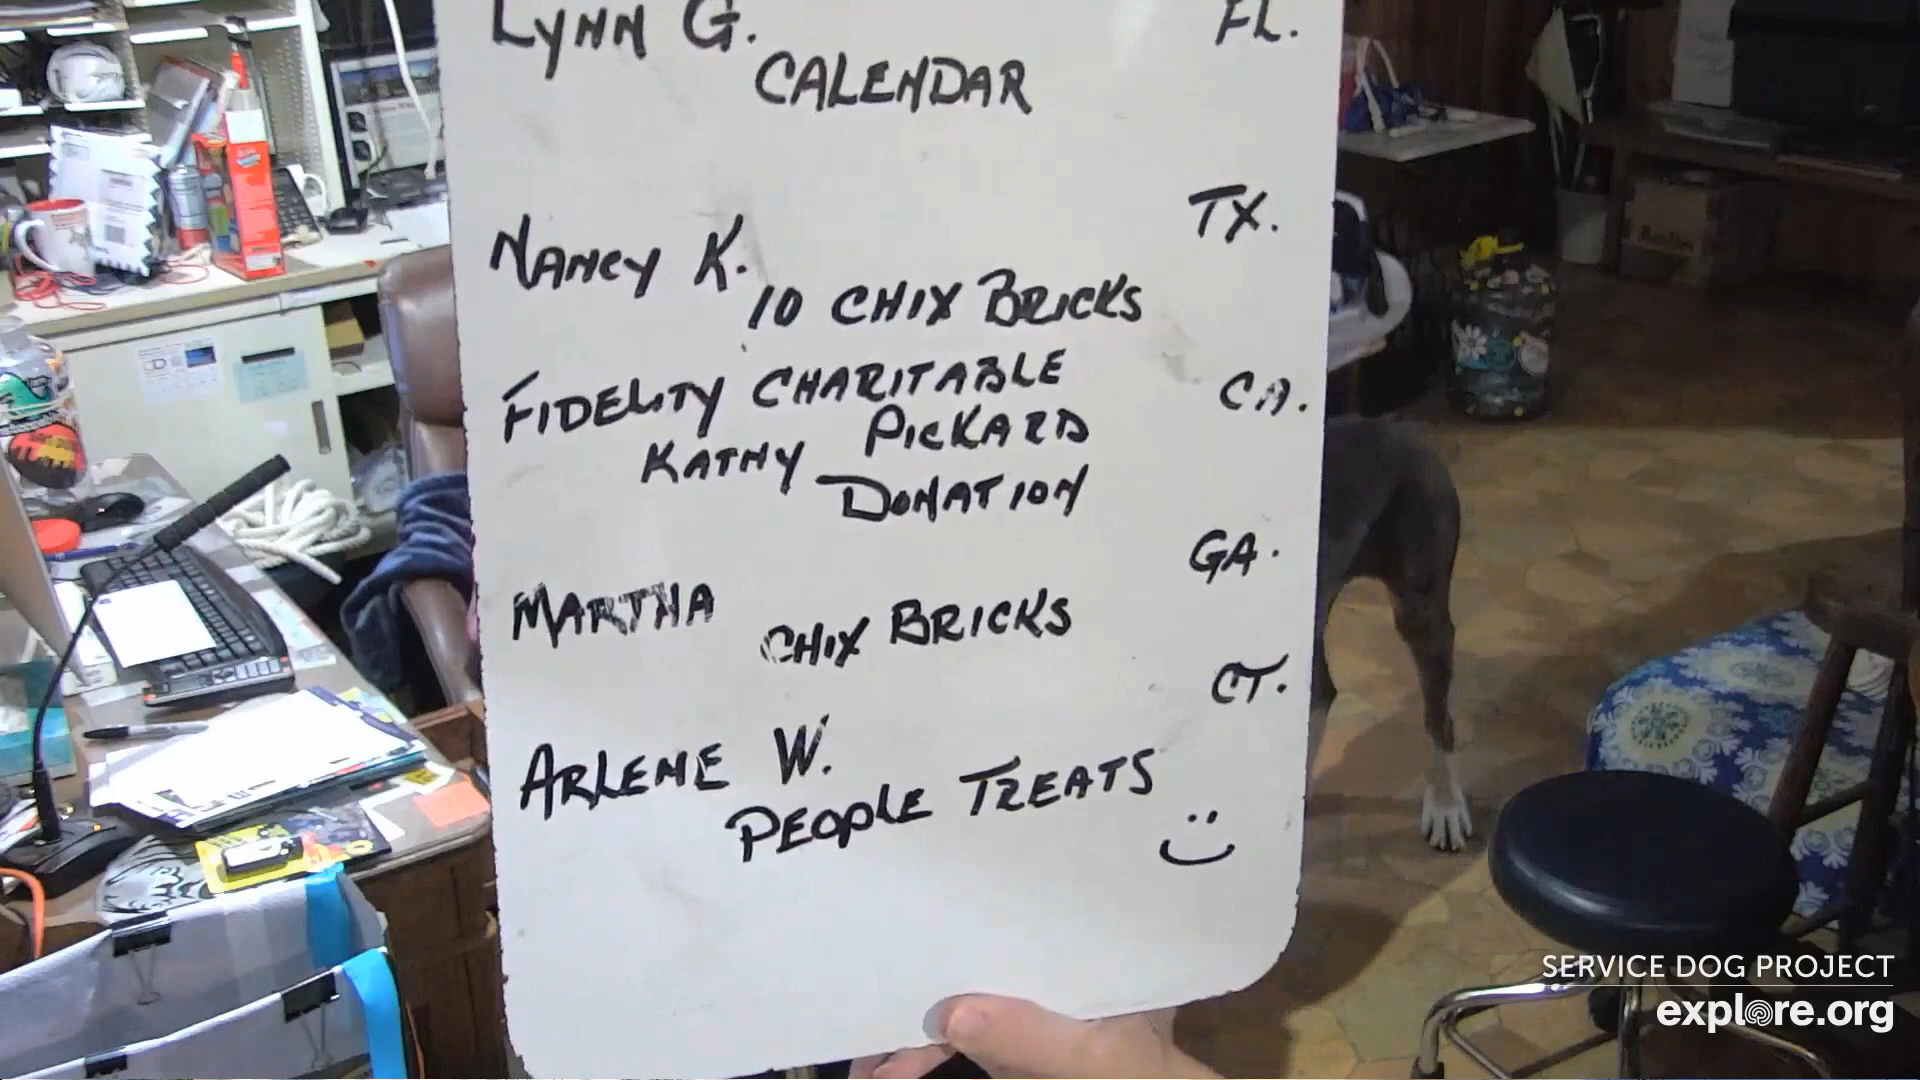 LYNN G. FL.
CALENDAR
TX.
NANCY K.
10 CHIX BRICKS
FIDELITY CHARITABLE CA.
KATHY PICKARD
DONATION
GA.
MARTHA
CHIX BRICKS
CT.
ARLENE W.
PEOPLE TREATS
SERVICE DOG PROJECT
explore.org